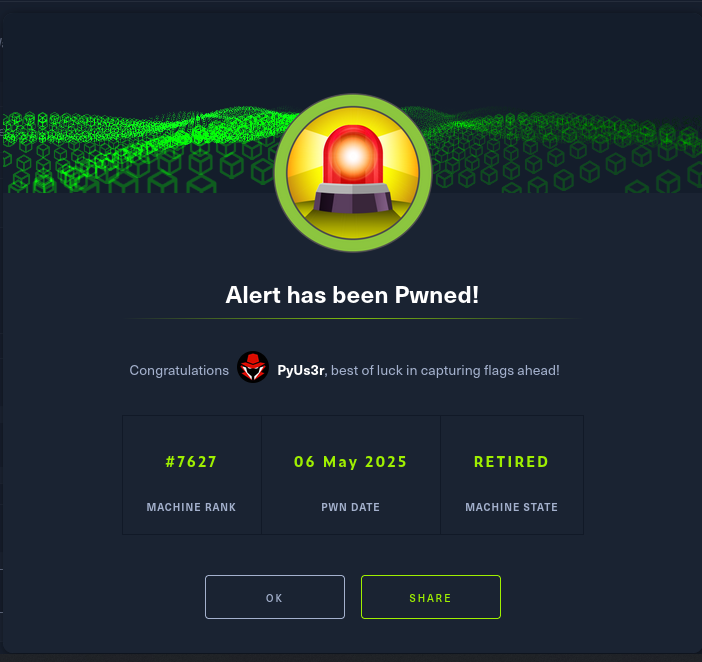 Alert has been Pwned!
Congratulations PyUs3r, best of luck in capturing flags ahead!
#7627 06 May 2025 RETIRED
MACHINE RANK PWN DATE MACHINE STATE
OK SHARE